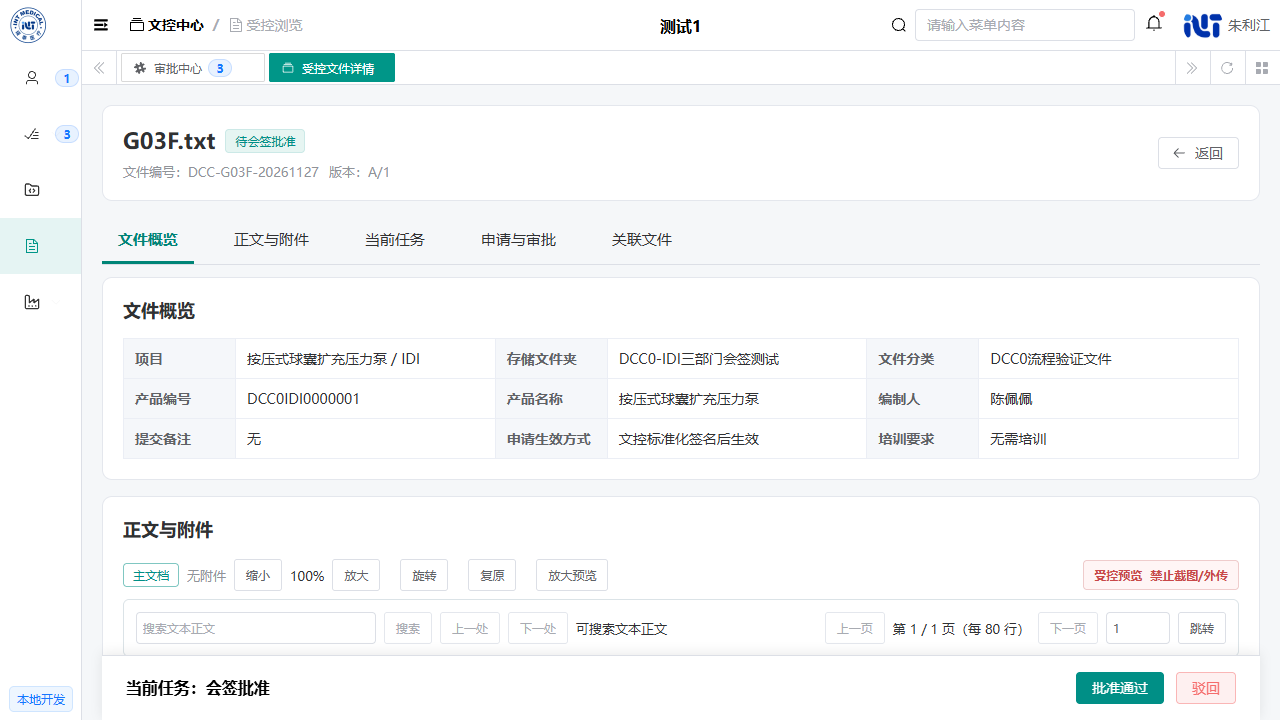 文控中心 / 受控浏览
测试1
请输入菜单内容
朱利江
1
审批中心 3
受控文件详情
3
G03F.txt 待会签批准
文件编号：DCC-G03F-20261127 版本：A/1
返回
文件概览 正文与附件 当前任务 申请与审批 关联文件
文件概览
项目 按压式球囊扩充压力泵 / IDI 存储文件夹 DCC0-IDI三部门会签测试 文件分类 DCC0流程验证文件
产品编号 DCC0IDI0000001 产品名称 按压式球囊扩充压力泵 编制人 陈佩佩
提交备注 无 申请生效方式 文控标准化签名后生效 培训要求 无需培训
正文与附件
主文档 无附件 缩小 100% 放大 旋转 复原 放大预览 受控预览 禁止截图/外传
搜索文本正文 搜索 上一处 下一处 可搜索文本正文 上一页 第 1 / 1 页（每 80 行） 下一页 1 跳转
当前任务：会签批准 批准通过 驳回
本地开发